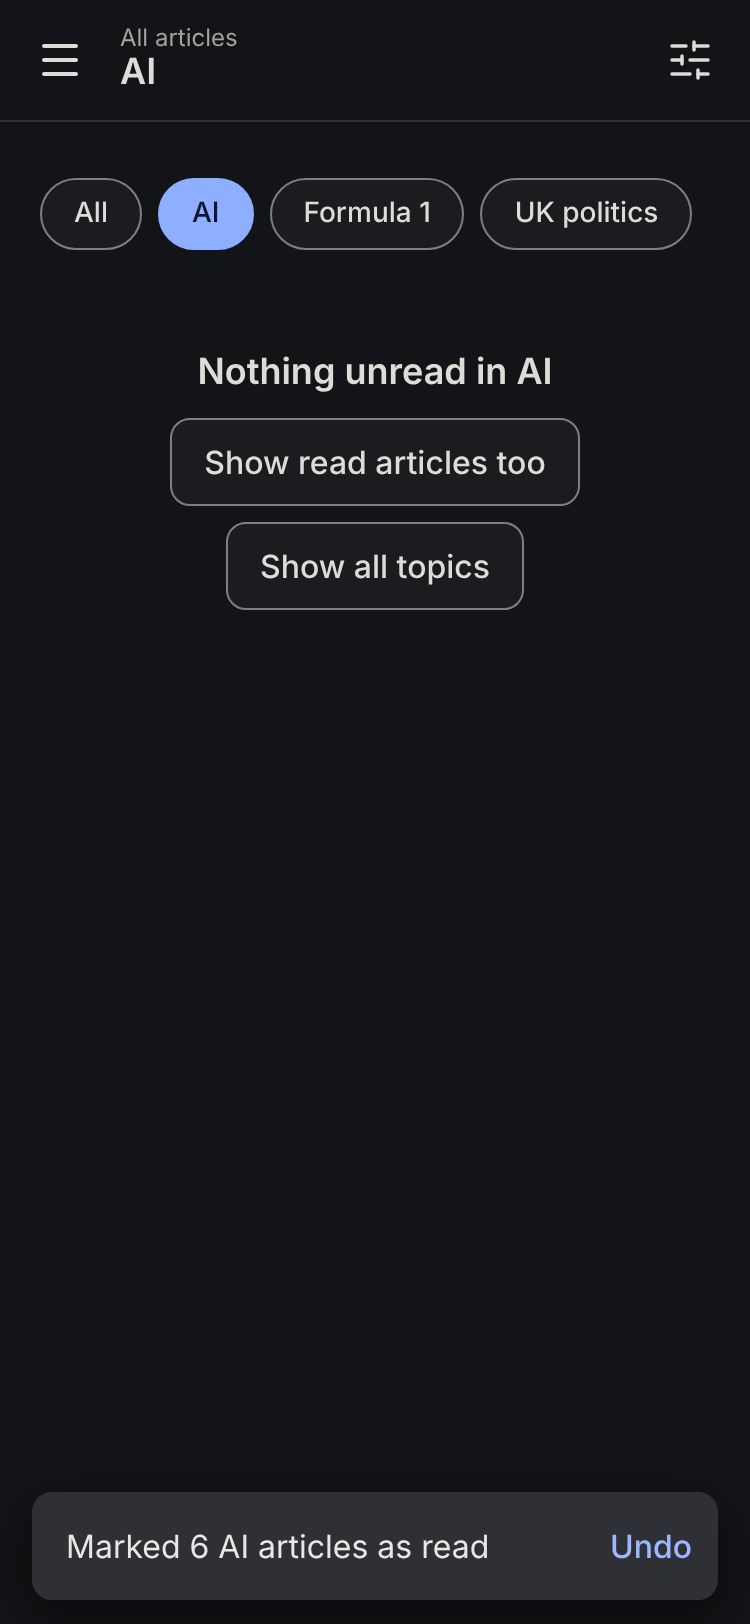 All articles
AI
All
AI
Formula 1
UK politics
Nothing unread in AI
Show read articles too
Show all topics
Marked 6 AI articles as read
Undo